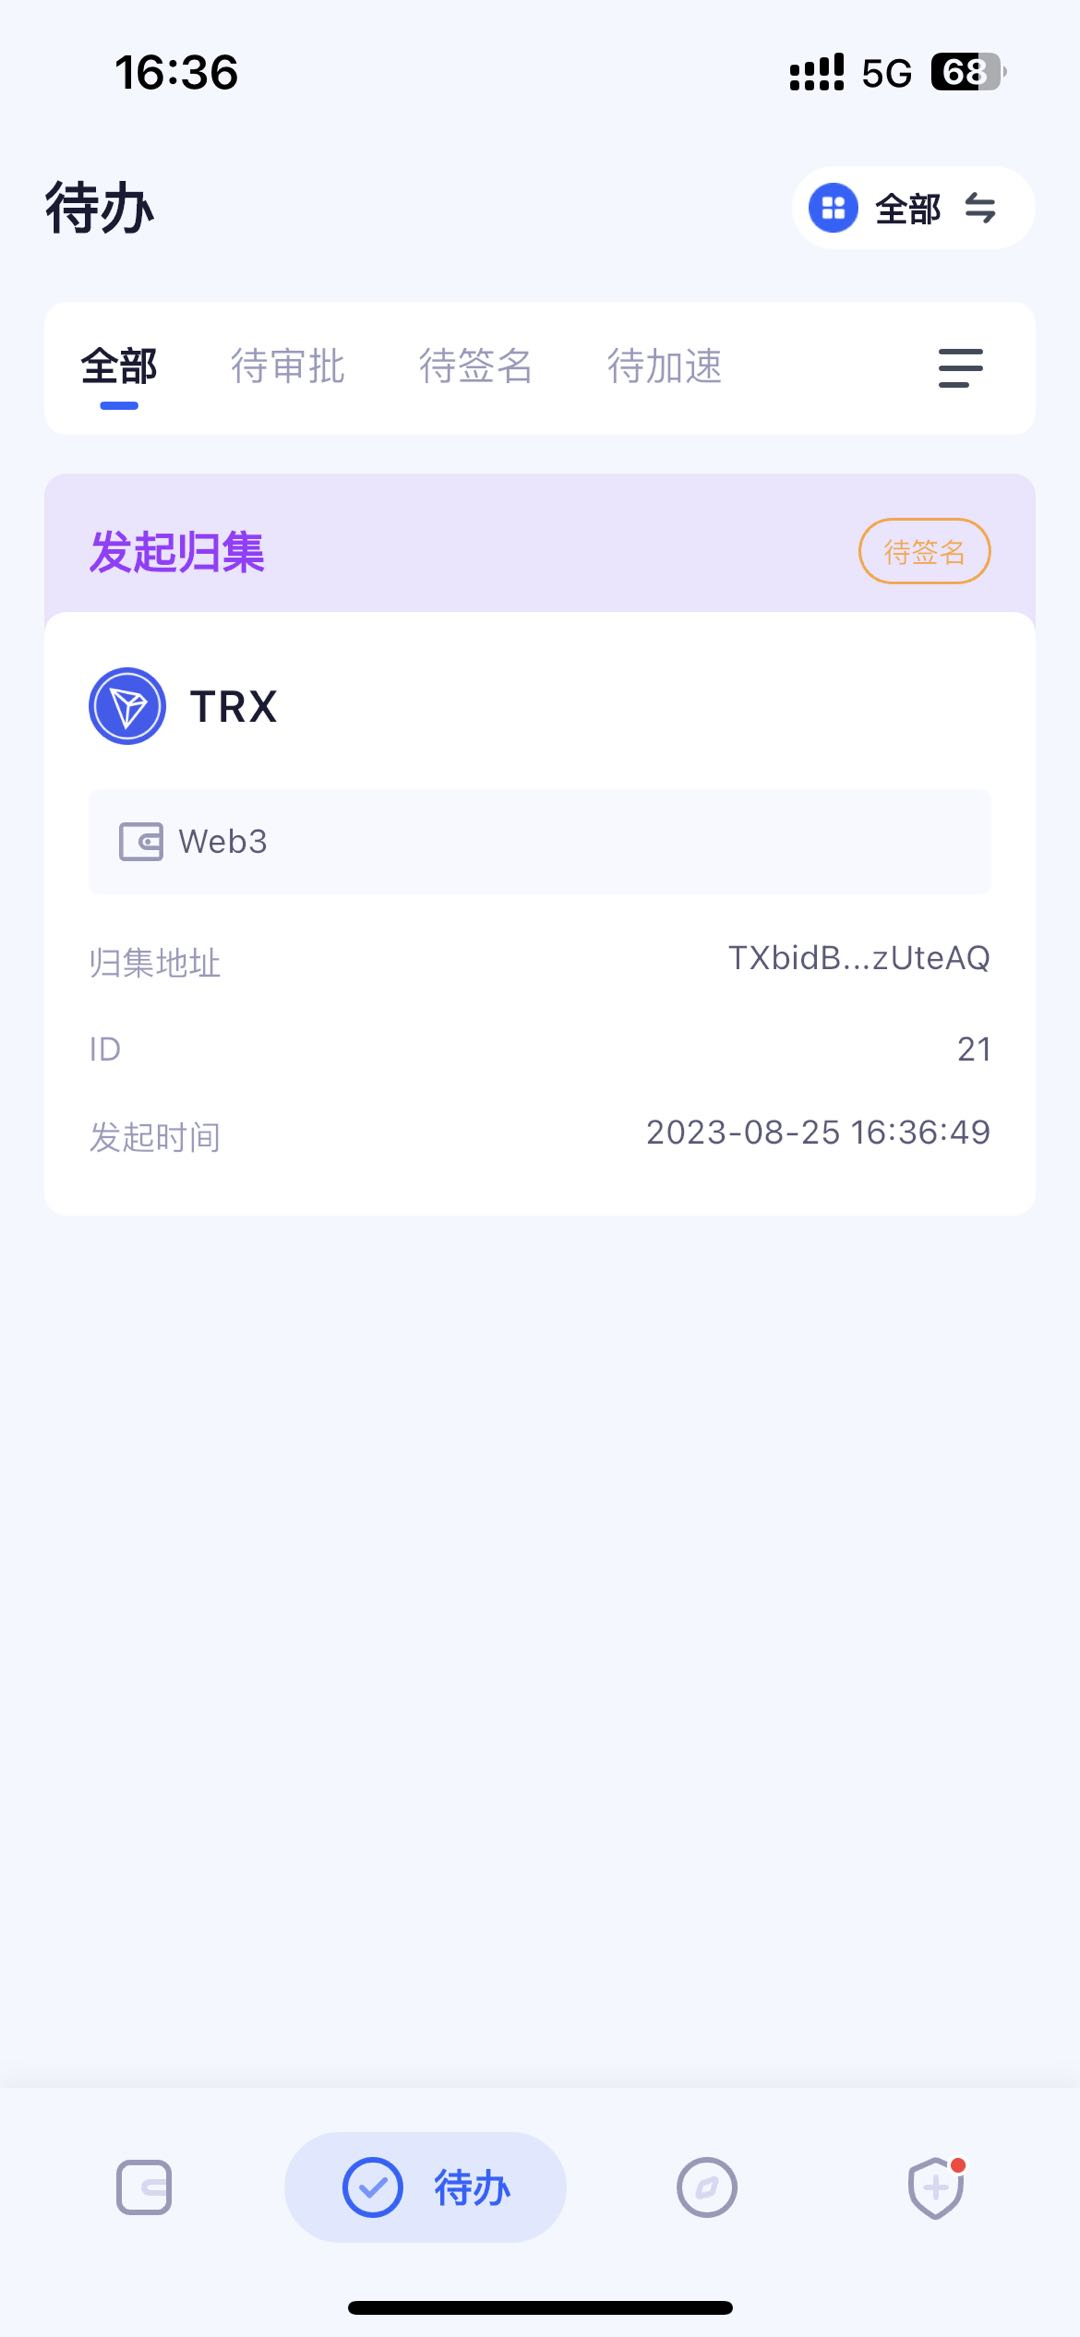 16:36
5G 68
待办
全部
全部 待审批 待签名 待加速
发起归集
待签名
TRX
Web3
归集地址 TXbidB...zUteAQ
ID 21
发起时间 2023-08-25 16:36:49
待办